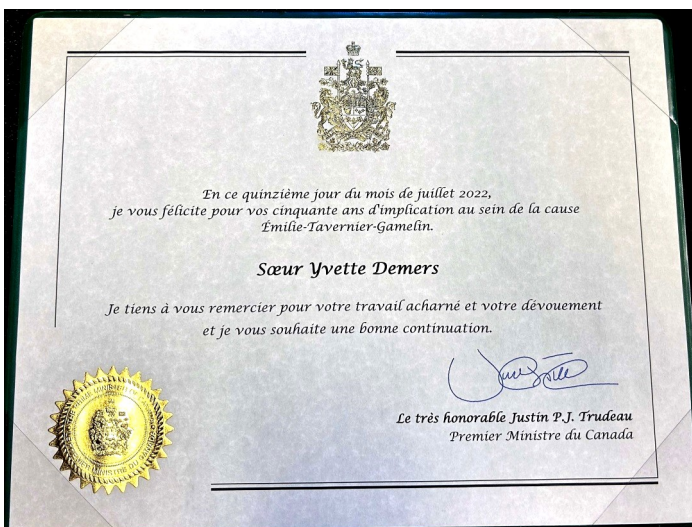 En ce quinzième jour du mois de juillet 2022,
je vous félicite pour vos cinquante ans d'implication au sein de la cause
Émilie-Tavernier-Gamelin.
Sœur Yvette Demers
Je tiens à vous remercier pour votre travail acharné et votre dévouement
et je vous souhaite une bonne continuation.
Le très honorable Justin P.J. Trudeau
Premier Ministre du Canada